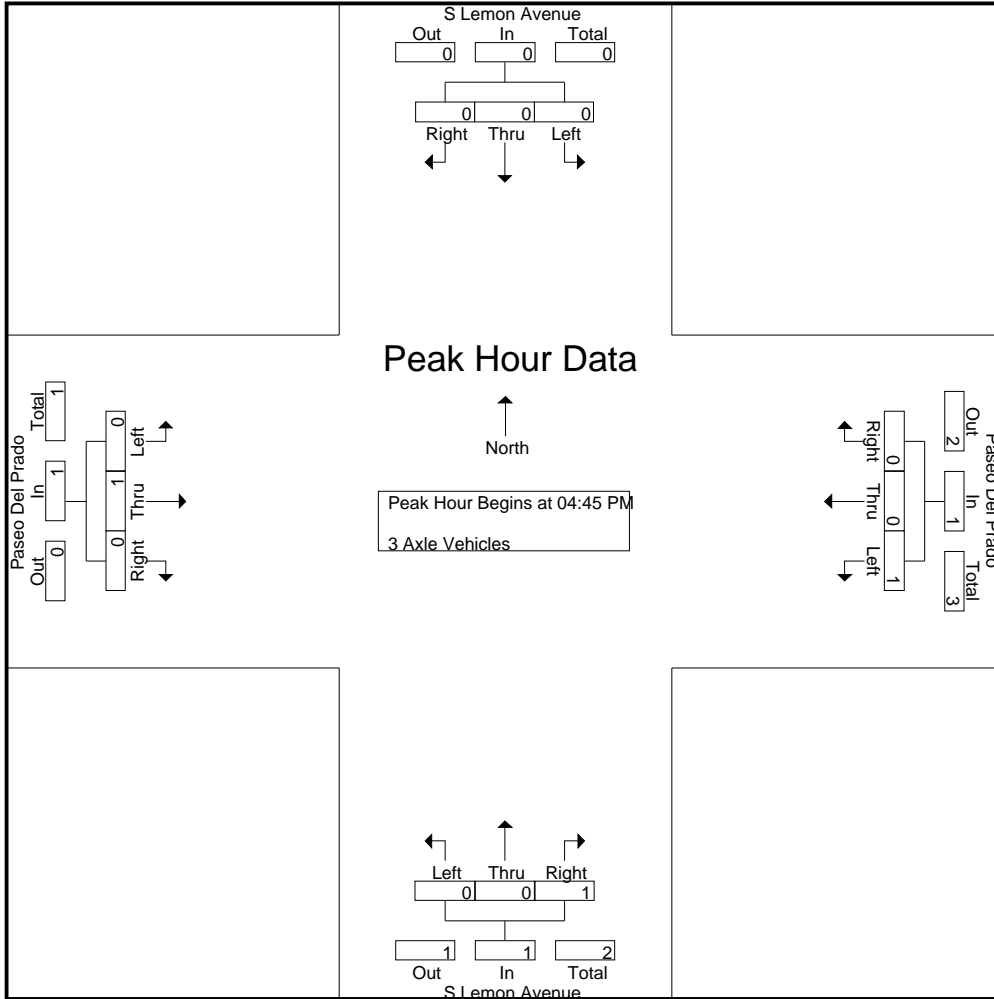 S Lemon Avenue
Out In Total
0 0 0
0 0 0
Right Thru Left
Peak Hour Data
North
Peak Hour Begins at 04:45 PM
3 Axle Vehicles
Paseo Del Prado
Total In Out
1 1 0
0 1 0
Left Thru Right
Paseo Del Prado
Out In Total
2 1 3
0 0 1
Right Thru Left
Left Thru Right
0 0 1
1 1 2
Out In Total
S Lemon Avenue